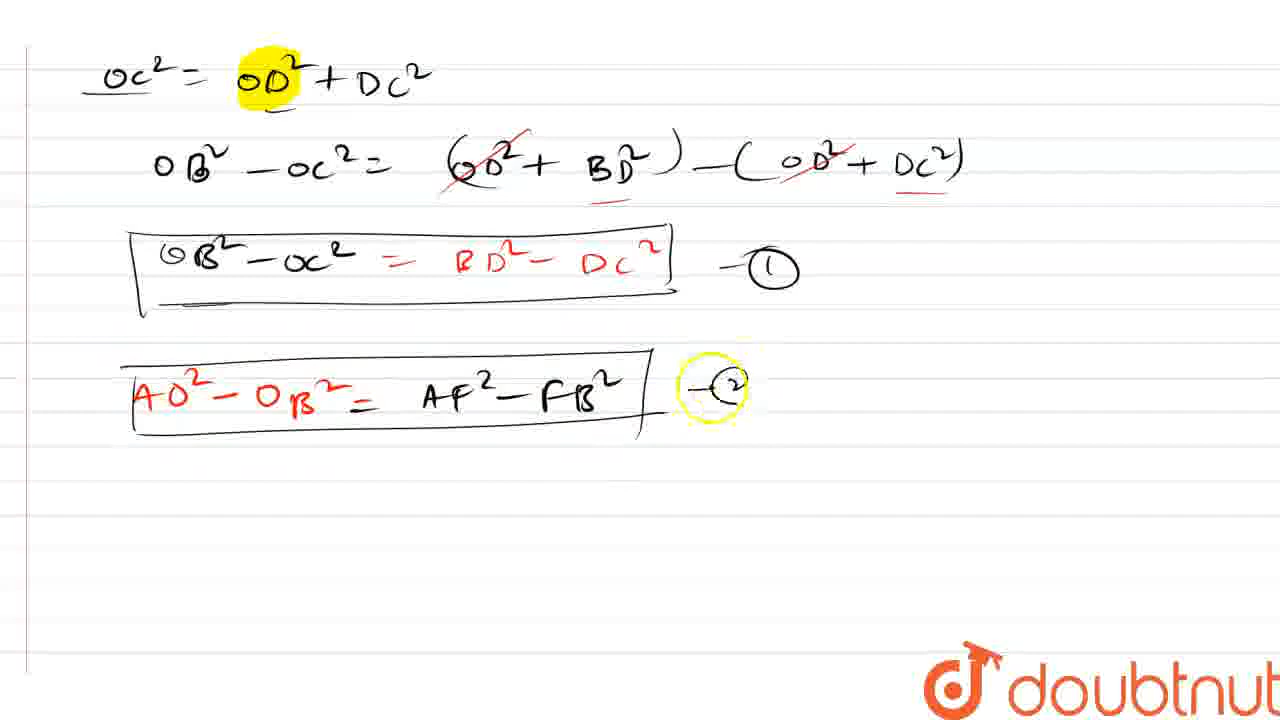 OC² = OD² + DC²
OB² - OC² = (OD² + BD²) - (OD² + DC²)
OB² - OC² = BD² - DC² - ①
AO² - OB² = AF² - FB² - ②
doubtnut